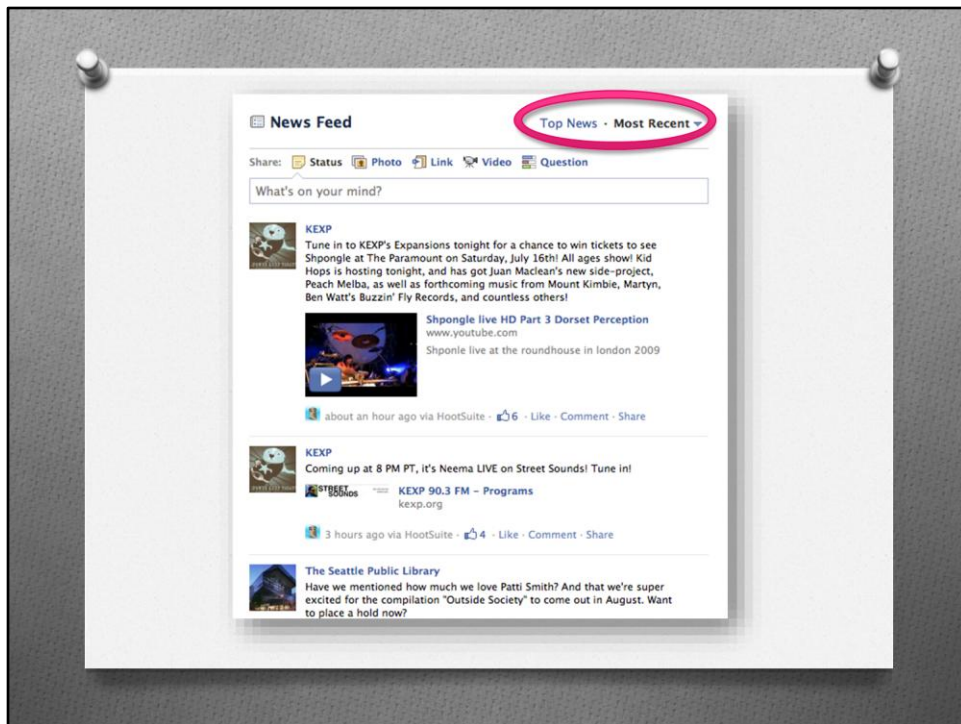 News Feed
Top News · Most Recent
Share: Status Photo Link Video Question
What's on your mind?
KEXP
Tune in to KEXP's Expansions tonight for a chance to win tickets to see
Shpongle at The Paramount on Saturday, July 16th! All ages show! Kid
Hops is hosting tonight, and has got Juan Maclean's new side-project,
Peach Melba, as well as forthcoming music from Mount Kimbie, Martyn,
Ben Watt's Buzzin' Fly Records, and countless others!
Shpongle live HD Part 3 Dorset Perception
www.youtube.com
Shponle live at the roundhouse in london 2009
about an hour ago via HootSuite · 6 · Like · Comment · Share
KEXP
Coming up at 8 PM PT, it's Neema LIVE on Street Sounds! Tune in!
STREET
SOUNDS
KEXP 90.3 FM – Programs
kexp.org
3 hours ago via HootSuite · 4 · Like · Comment · Share
The Seattle Public Library
Have we mentioned how much we love Patti Smith? And that we're super
excited for the compilation "Outside Society" to come out in August. Want
to place a hold now?